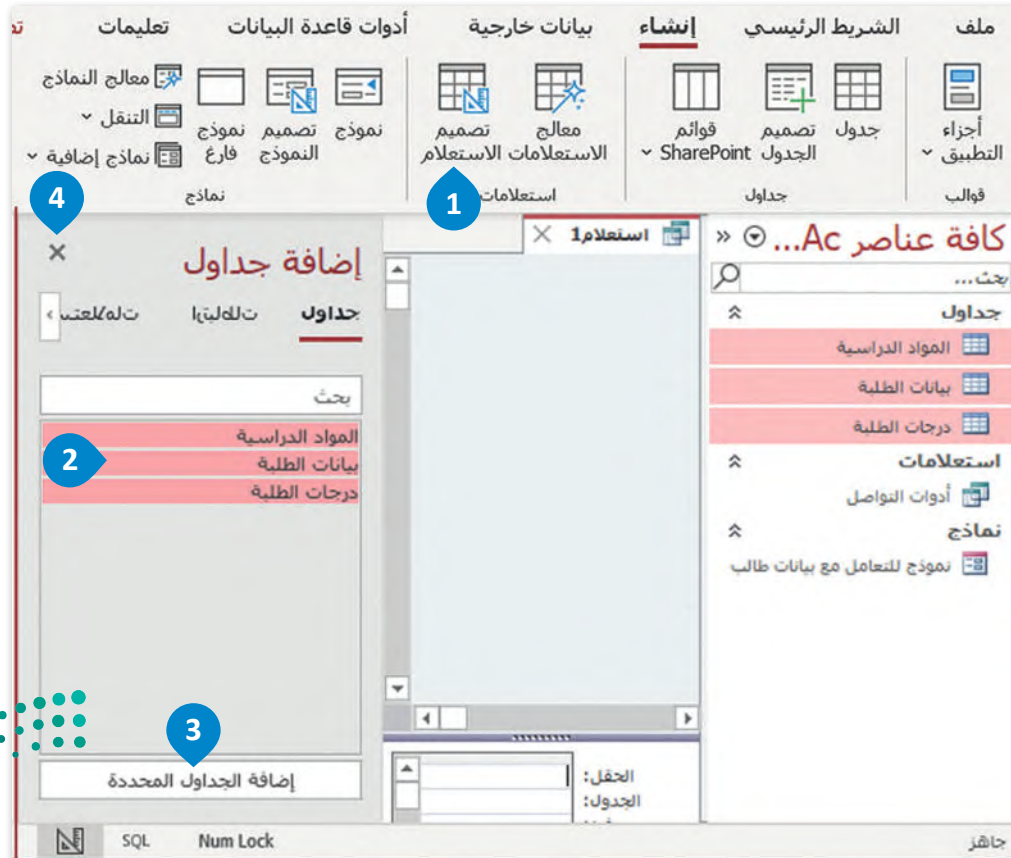 ملف الشريط الرئيسي إنشاء بيانات خارجية أدوات قاعدة البيانات تعليمات
أجزاء التطبيق
قوالب
جدول
تصميم الجدول
قوائم SharePoint
جداول
معالج الاستعلامات
تصميم الاستعلام
استعلامات
نموذج
تصميم النموذج
نموذج فارغ
معالج النماذج
التنقل
نماذج إضافية
نماذج
1
4
كافة عناصر Ac...
بحث...
جداول
المواد الدراسية
بيانات الطلبة
درجات الطلبة
استعلامات
أدوات التواصل
نماذج
نموذج للتعامل مع بيانات طالب
استعلام1
الحقل:
الجدول:
إضافة جداول
جداول
بحث
المواد الدراسية
بيانات الطلبة
درجات الطلبة
2
3
إضافة الجداول المحددة
جاهز
Num Lock
SQL